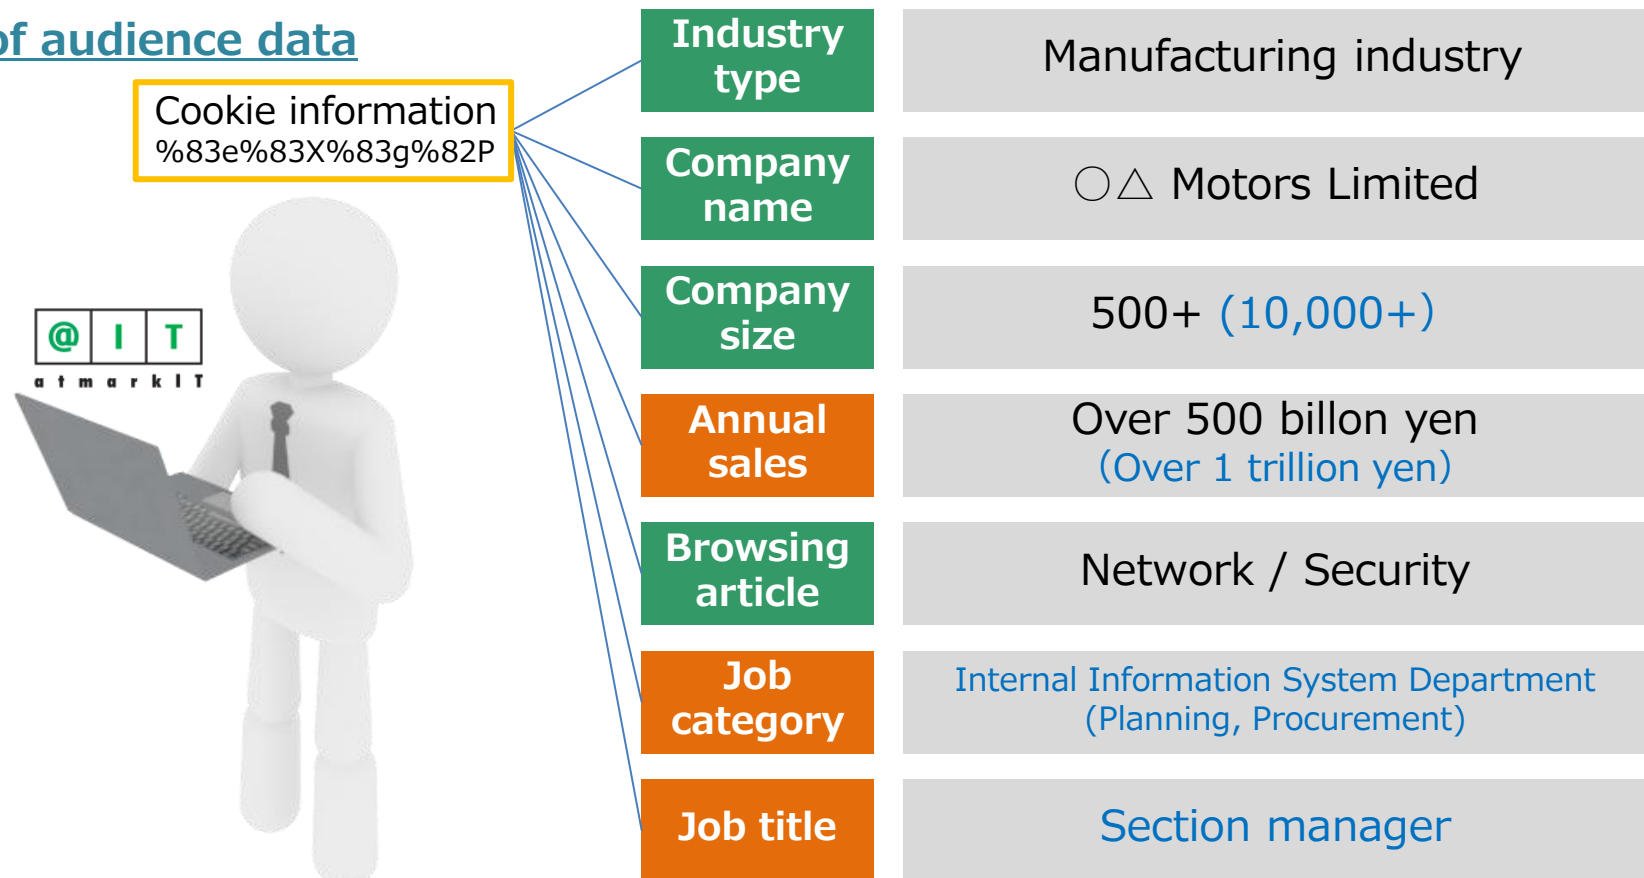 of audience data
Cookie information
%83e%83X%83g%82P
@IT
atmarkIT
Industry
type
Manufacturing industry
Company
name
○△ Motors Limited
Company
size
500+ (10,000+）
Annual
sales
Over 500 billon yen
（Over 1 trillion yen）
Browsing
article
Network / Security
Job
category
Internal Information System Department
(Planning, Procurement)
Job title
Section manager